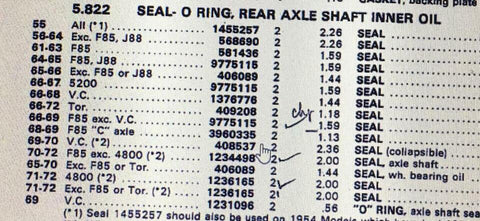 GASKET, backing plate
5.822 SEAL- O RING, REAR AXLE SHAFT INNER OIL
55 All (*1) 1455257 2 2.26 SEAL
56-64 Exc. F85, J88 568690 2 2.26 SEAL
61-63 F85 561436 2 1.59 SEAL
64-65 F85, J88 9775115 2 1.59 SEAL
65-66 Exc. F85 or J88 406089 2 1.44 SEAL
66-67 5200 9775115 2 1.59 SEAL
66-68 V.C. 1376776 2 1.44 SEAL
66-72 Tor. 409208 2 1.18 SEAL
66-69 F85 exc. V.C. 9775115 2 1.59 SEAL
68-69 F85 "C" axle 3960335 2 1.13 SEAL
69-70 V.C. (*2) 408537 2 2.36 SEAL (collapsible)
70-72 F85 exc. 4800 (*2) 1234498 2 2.00 SEAL, axle shaft
65-70 Exc. F85 or Tor. 406089 2 1.44 SEAL, wh. bearing oil
71-72 4800 (*2) 1236165 2 2.00 SEAL
71-72 Exc. F85 or Tor. (*2) 1236165 2 2.00 SEAL
69 V.C. 1231096 2 .56 "O" RING, axle shaft sea
(*1) Seal 1455257 should also be used on 1954 Models